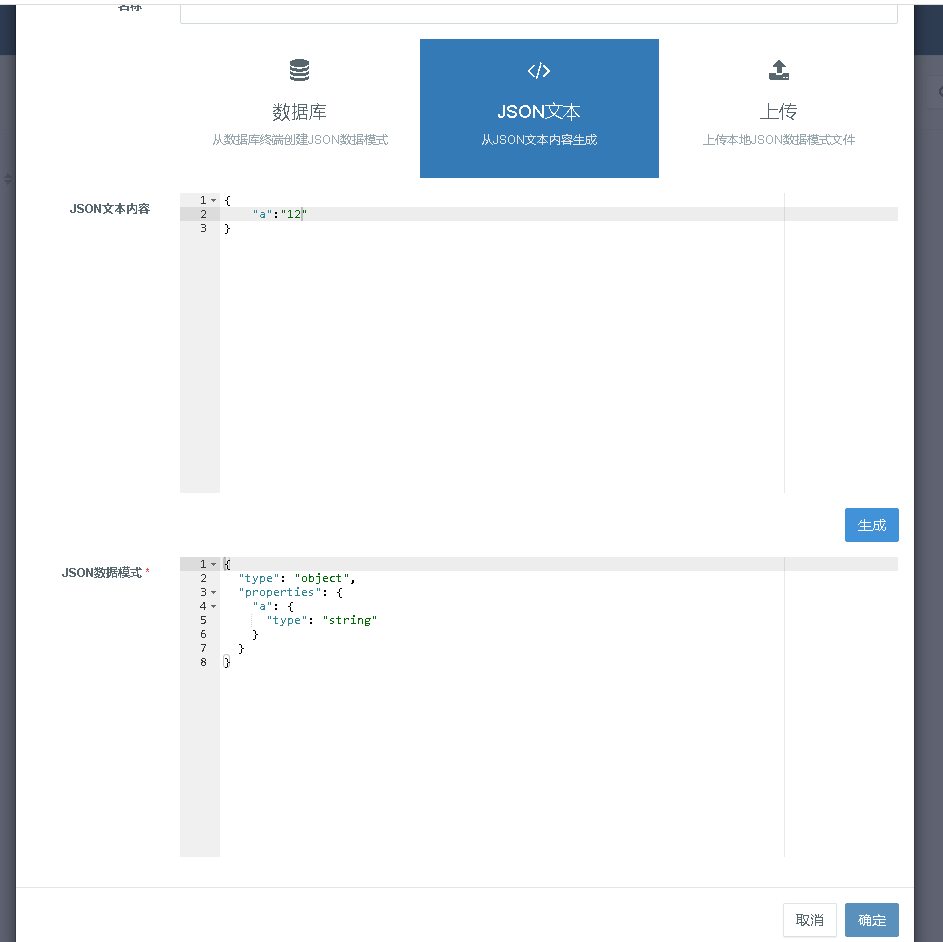 名称
数据库
从数据库终端创建JSON数据模式
</>
JSON文本
从JSON文本内容生成
上传
上传本地JSON数据模式文件
JSON文本内容
1 {
2 "a":"12"
3 }
生成
JSON数据模式 *
1 {
2 "type": "object",
3 "properties": {
4 "a": {
5 "type": "string"
6 }
7 }
8 }
取消
确定